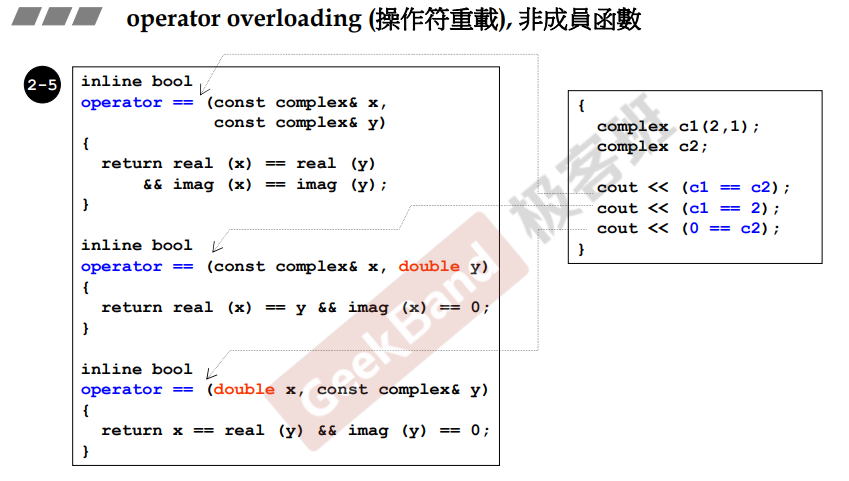 operator overloading (操作符重載), 非成員函數
2-5
inline bool
operator == (const complex& x,
             const complex& y)
{
  return real (x) == real (y)
      && imag (x) == imag (y);
}
inline bool
operator == (const complex& x, double y)
{
  return real (x) == y && imag (x) == 0;
}
inline bool
operator == (double x, const complex& y)
{
  return x == real (y) && imag (y) == 0;
}
{
  complex c1(2,1);
  complex c2;
  cout << (c1 == c2);
  cout << (c1 == 2);
  cout << (0 == c2);
}
GeekBand 极客班